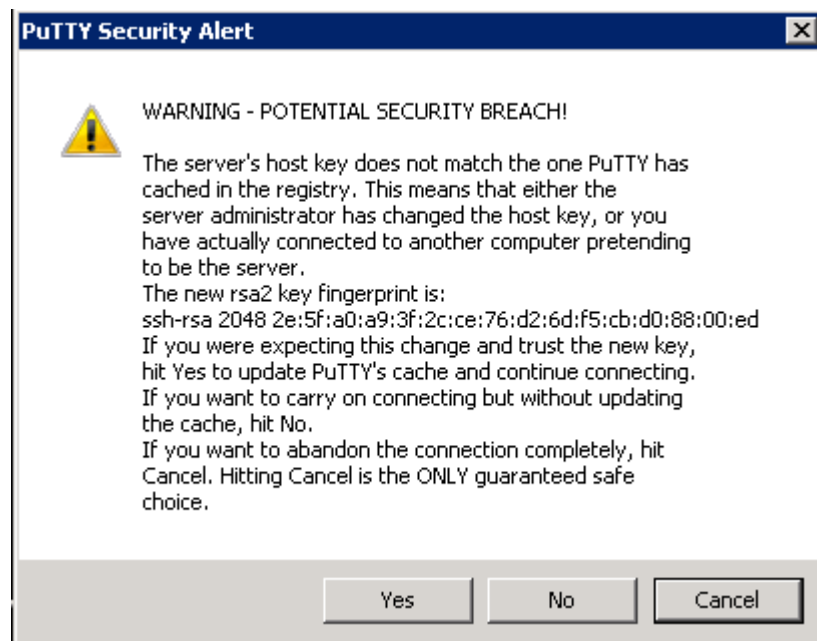 PuTTY Security Alert
WARNING - POTENTIAL SECURITY BREACH!
The server's host key does not match the one PuTTY has
cached in the registry. This means that either the
server administrator has changed the host key, or you
have actually connected to another computer pretending
to be the server.
The new rsa2 key fingerprint is:
ssh-rsa 2048 2e:5f:a0:a9:3f:2c:ce:76:d2:6d:f5:cb:d0:88:00:ed
If you were expecting this change and trust the new key,
hit Yes to update PuTTY's cache and continue connecting.
If you want to carry on connecting but without updating
the cache, hit No.
If you want to abandon the connection completely, hit
Cancel. Hitting Cancel is the ONLY guaranteed safe
choice.
Yes No Cancel